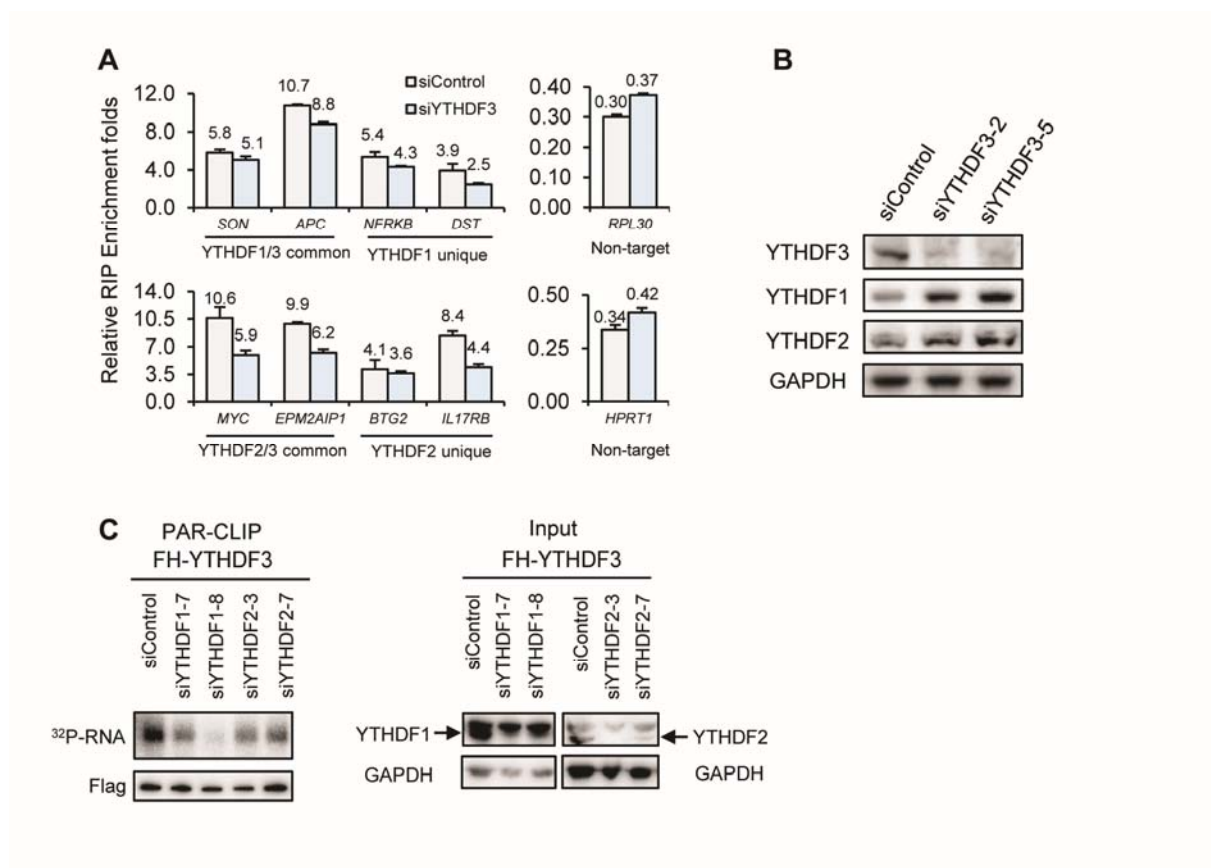 A
Relative RIP Enrichment folds
siControl
siYTHDF3
12.0
8.0
4.0
0.0
5.8
5.1
10.7
8.8
5.4
4.3
3.9
2.5
SON
APC
NFRKB
DST
YTHDF1/3 common
YTHDF1 unique
0.40
0.30
0.20
0.10
0.00
0.30
0.37
RPL30
Non-target
14.0
10.5
7.0
3.5
0.0
10.6
5.9
9.9
6.2
4.1
3.6
8.4
4.4
MYC
EPM2AIP1
BTG2
IL17RB
YTHDF2/3 common
YTHDF2 unique
0.50
0.25
0.00
0.34
0.42
HPRT1
Non-target
B
siControl
siYTHDF3-2
siYTHDF3-5
YTHDF3
YTHDF1
YTHDF2
GAPDH
C
PAR-CLIP
FH-YTHDF3
siControl
siYTHDF1-7
siYTHDF1-8
siYTHDF2-3
siYTHDF2-7
³²P-RNA
Flag
Input
FH-YTHDF3
siControl
siYTHDF1-7
siYTHDF1-8
siControl
siYTHDF2-3
siYTHDF2-7
YTHDF1
YTHDF2
GAPDH
GAPDH